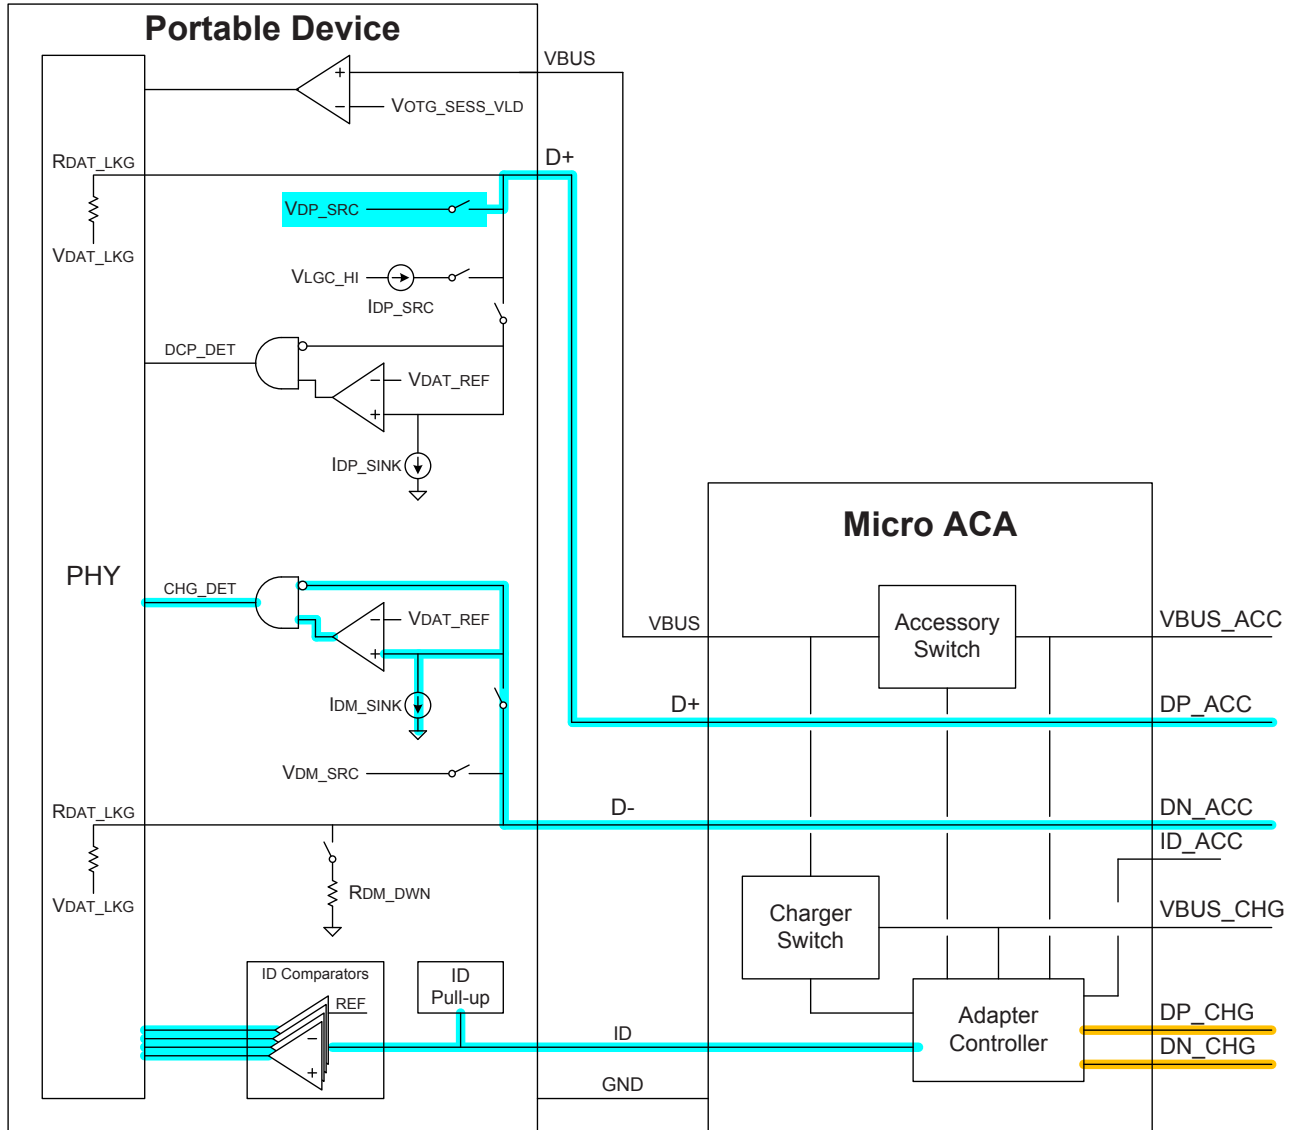 Portable Device
VBUS
VOTG_SESS_VLD
RDAT_LKG
D+
VDP_SRC
VDAT_LKG
VLGC_HI
IDP_SRC
DCP_DET
VDAT_REF
IDP_SINK
Micro ACA
PHY
CHG_DET
VDAT_REF
VBUS
Accessory
Switch
VBUS_ACC
IDM_SINK
D+
DP_ACC
VDM_SRC
RDAT_LKG
D-
DN_ACC
ID_ACC
VDAT_LKG
RDM_DWN
Charger
Switch
VBUS_CHG
ID Comparators
REF
ID
Pull-up
ID
Adapter
Controller
DP_CHG
DN_CHG
GND